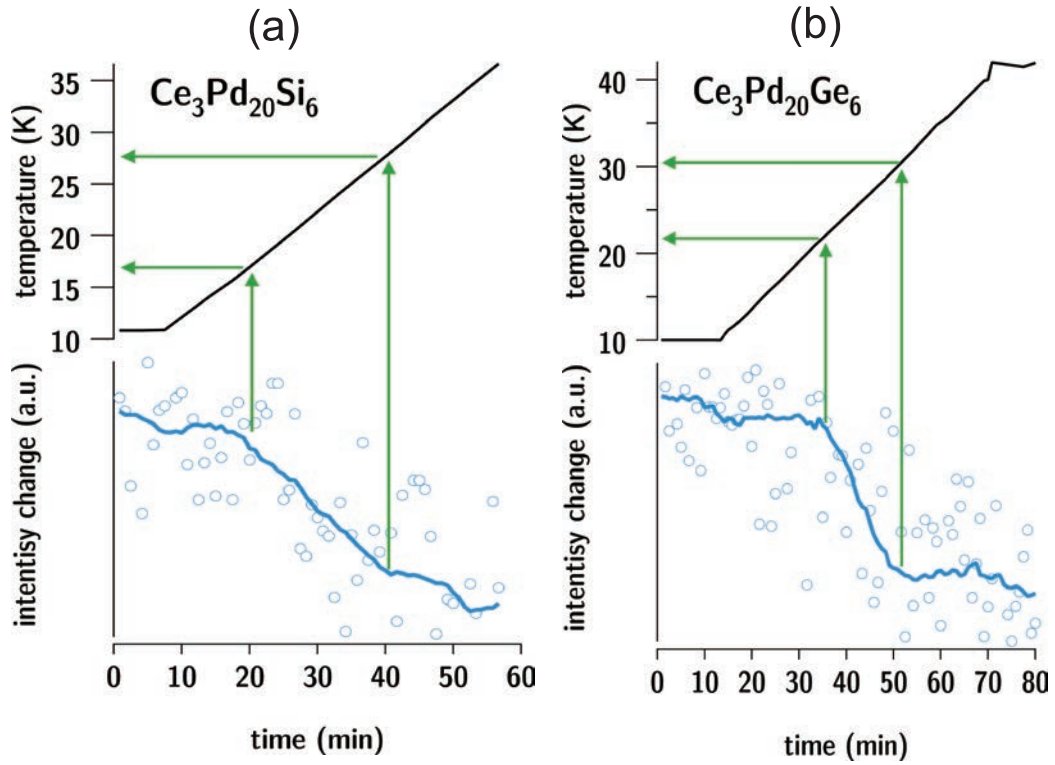 (a)
Ce3Pd20Si6
temperature (K)
35
30
25
20
15
10
intentisy change (a.u.)
0 10 20 30 40 50 60
time (min)
(b)
Ce3Pd20Ge6
temperature (K)
40
30
20
10
intentisy change (a.u.)
0 10 20 30 40 50 60 70 80
time (min)